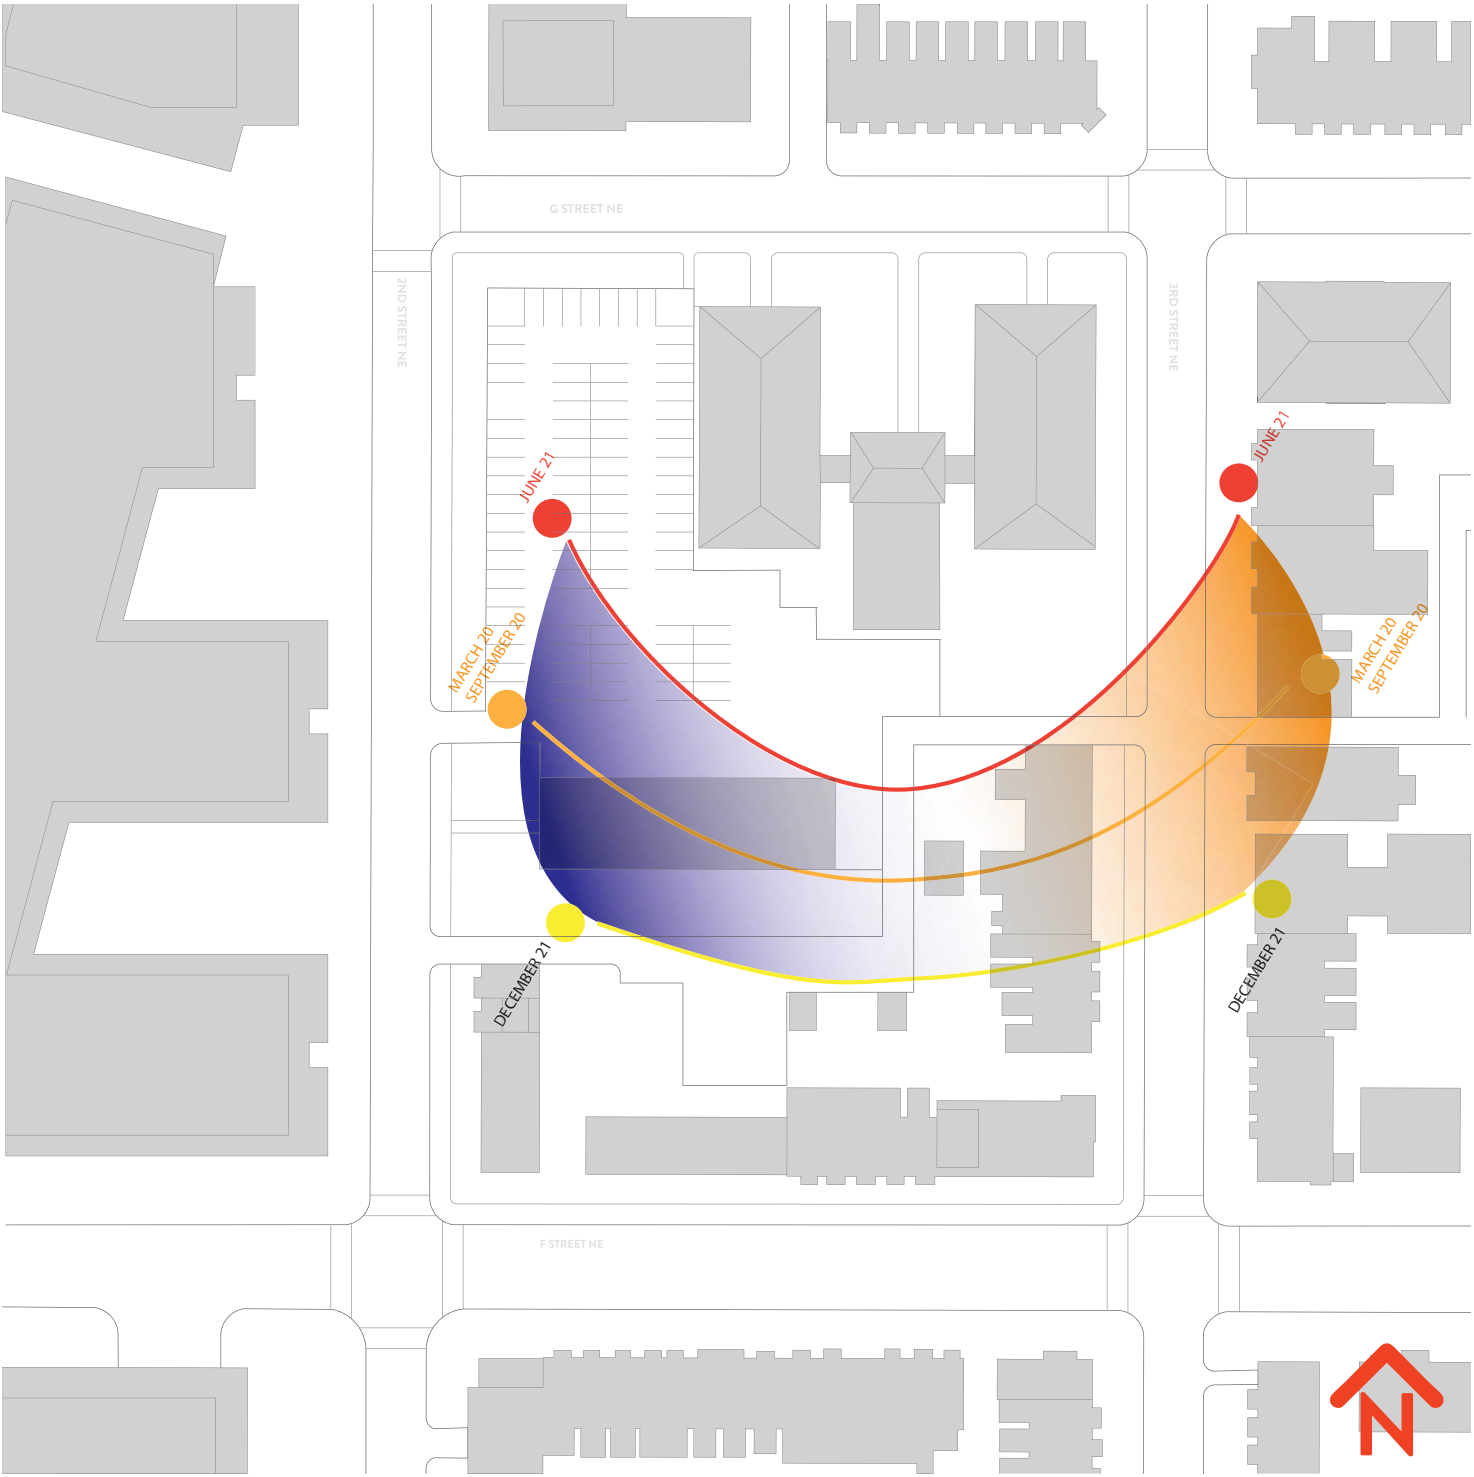 G STREET NE
2ND STREET NE
3RD STREET NE
JUNE 21
JUNE 21
MARCH 20
SEPTEMBER 20
MARCH 20
SEPTEMBER 20
DECEMBER 21
DECEMBER 21
F STREET NE
N